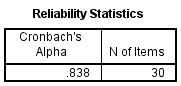 Reliability Statistics
Cronbach's
Alpha N of Items
.838 30